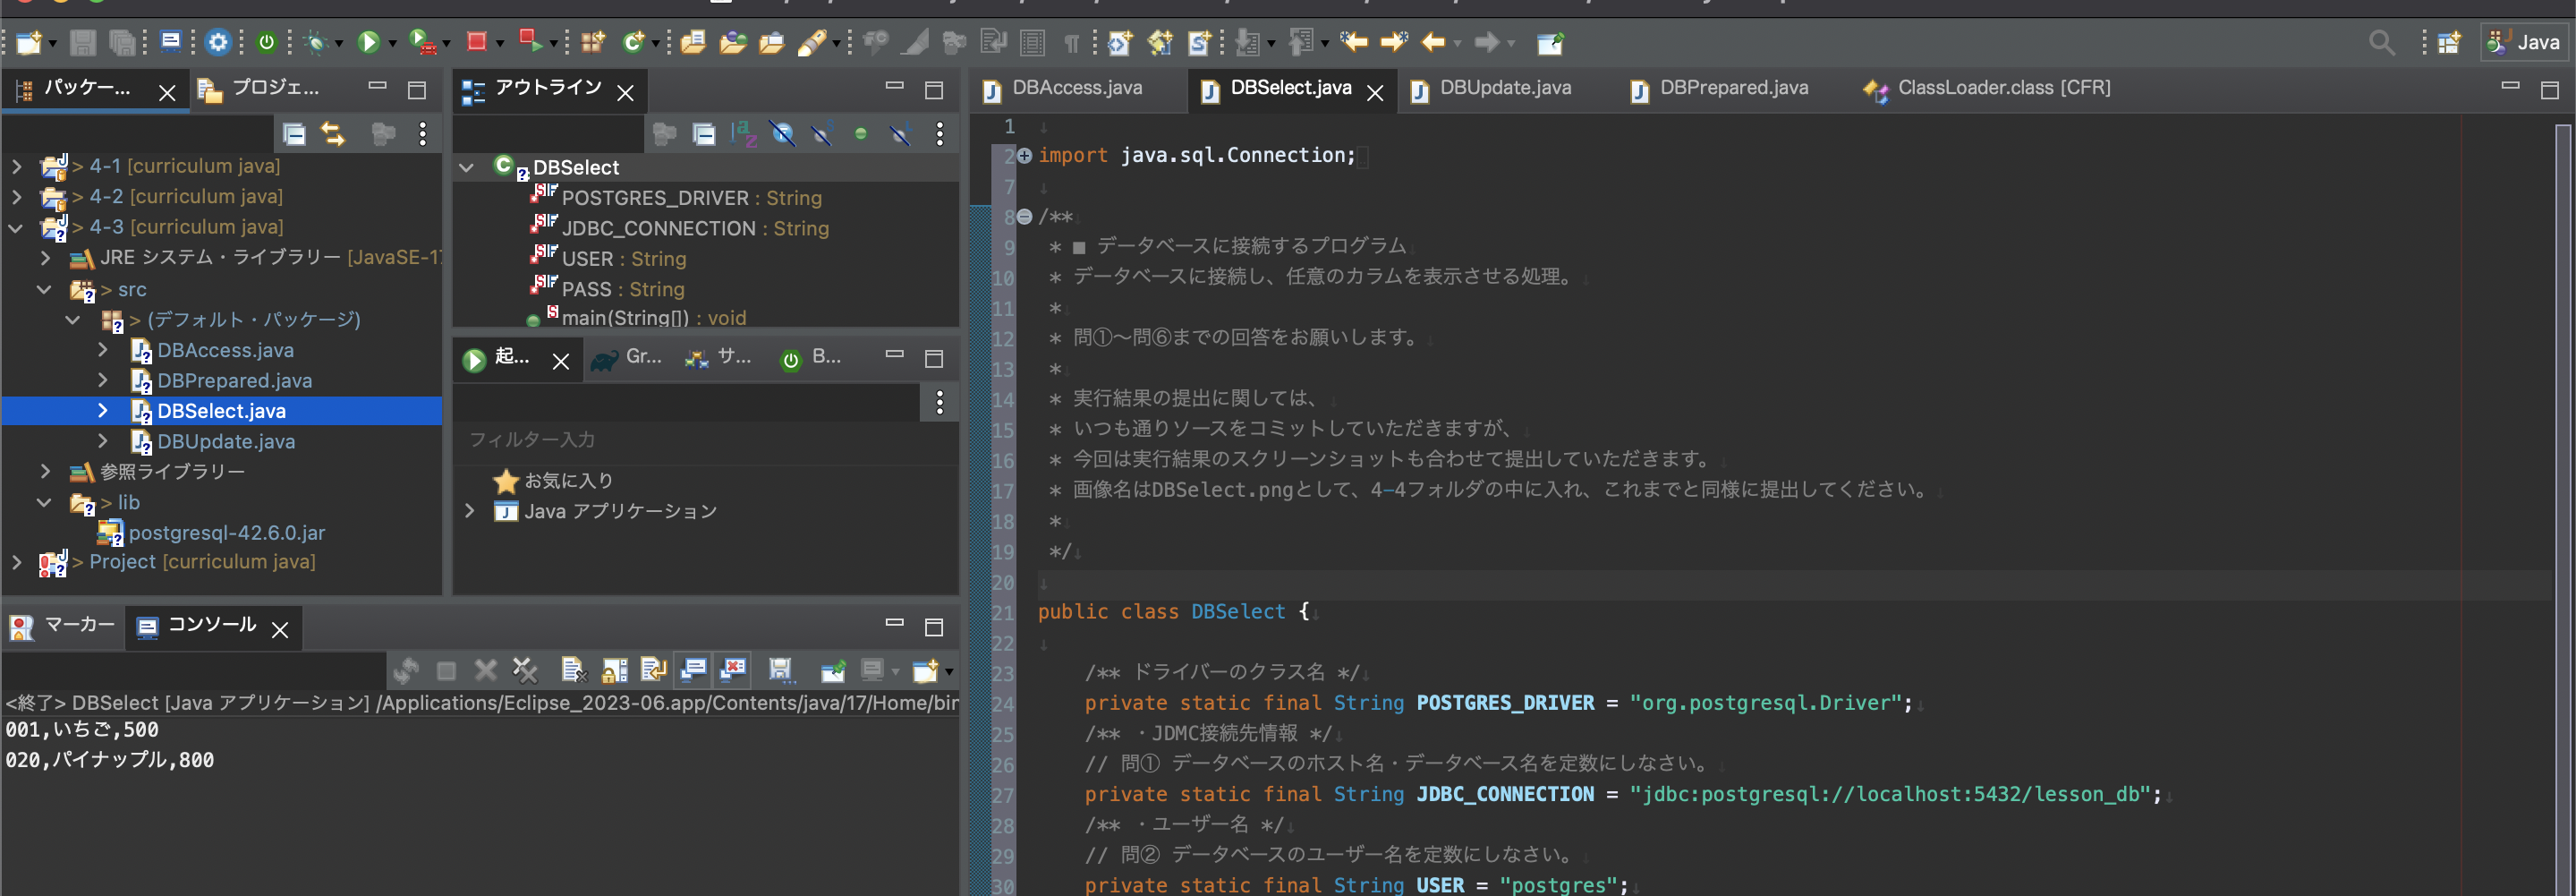 Java
パッケー...
プロジェ...
> 4-1 [curriculum java]
> 4-2 [curriculum java]
> 4-3 [curriculum java]
JRE システム・ライブラリー [JavaSE-17
> src
> (デフォルト・パッケージ)
DBAccess.java
DBPrepared.java
DBSelect.java
DBUpdate.java
参照ライブラリー
> lib
postgresql-42.6.0.jar
> Project [curriculum java]
アウトライン
DBSelect
POSTGRES_DRIVER : String
JDBC_CONNECTION : String
USER : String
PASS : String
main(String[]) : void
起...
Gr...
サ...
B...
フィルター入力
お気に入り
Java アプリケーション
マーカー
コンソール
<終了> DBSelect [Java アプリケーション] /Applications/Eclipse_2023-06.app/Contents/java/17/Home/bin
001,いちご,500
020,パイナップル,800
DBAccess.java
DBSelect.java
DBUpdate.java
DBPrepared.java
ClassLoader.class [CFR]
1
2 import java.sql.Connection;
7
8 /**
9 * ■ データベースに接続するプログラム
10 * データベースに接続し、任意のカラムを表示させる処理。
11 *
12 * 問①〜問⑥までの回答をお願いします。
13 *
14 * 実行結果の提出に関しては、
15 * いつも通りソースをコミットしていただきますが、
16 * 今回は実行結果のスクリーンショットも合わせて提出していただきます。
17 * 画像名はDBSelect.pngとして、4-4フォルダの中に入れ、これまでと同様に提出してください。
18 *
19 */
20
21 public class DBSelect {
22
23 /** ドライバーのクラス名 */
24 private static final String POSTGRES_DRIVER = "org.postgresql.Driver";
25 /** ・JDMC接続先情報 */
26 // 問① データベースのホスト名・データベース名を定数にしなさい。
27 private static final String JDBC_CONNECTION = "jdbc:postgresql://localhost:5432/lesson_db";
28 /** ・ユーザー名 */
29 // 問② データベースのユーザー名を定数にしなさい。
30 private static final String USER = "postgres";